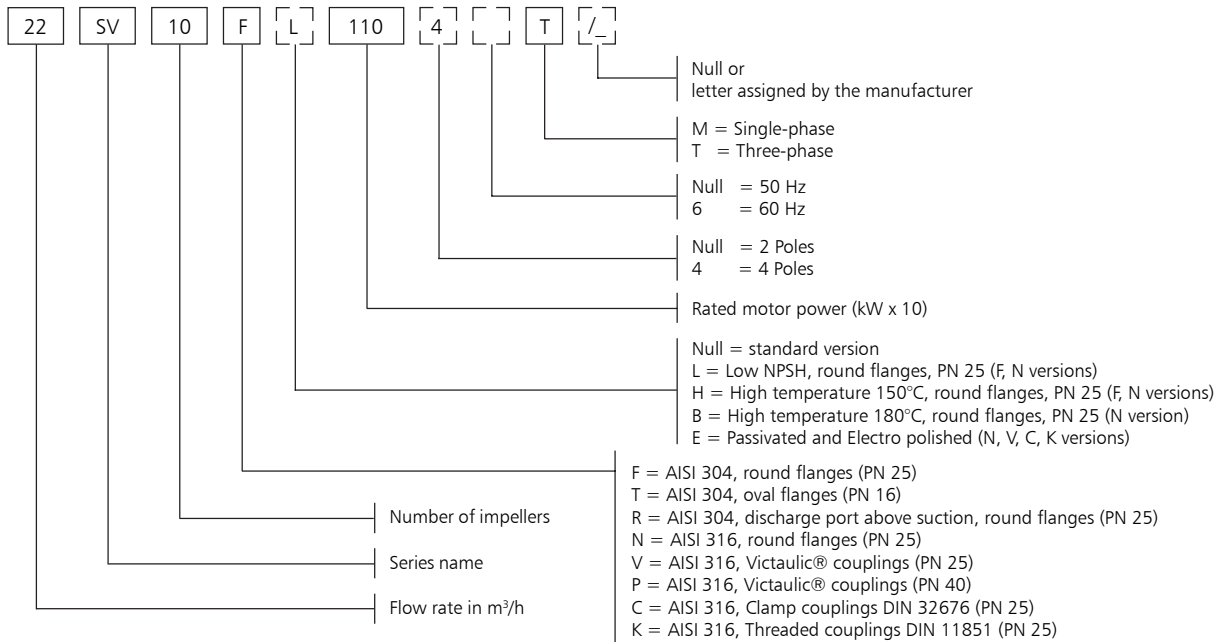 22 SV 10 F L 110 4 T /_
Null or
letter assigned by the manufacturer
M = Single-phase
T = Three-phase
Null = 50 Hz
6 = 60 Hz
Null = 2 Poles
4 = 4 Poles
Rated motor power (kW x 10)
Null = standard version
L = Low NPSH, round flanges, PN 25 (F, N versions)
H = High temperature 150°C, round flanges, PN 25 (F, N versions)
B = High temperature 180°C, round flanges, PN 25 (N version)
E = Passivated and Electro polished (N, V, C, K versions)
F = AISI 304, round flanges (PN 25)
T = AISI 304, oval flanges (PN 16)
R = AISI 304, discharge port above suction, round flanges (PN 25)
N = AISI 316, round flanges (PN 25)
V = AISI 316, Victaulic® couplings (PN 25)
P = AISI 316, Victaulic® couplings (PN 40)
C = AISI 316, Clamp couplings DIN 32676 (PN 25)
K = AISI 316, Threaded couplings DIN 11851 (PN 25)
Number of impellers
Series name
Flow rate in m³/h